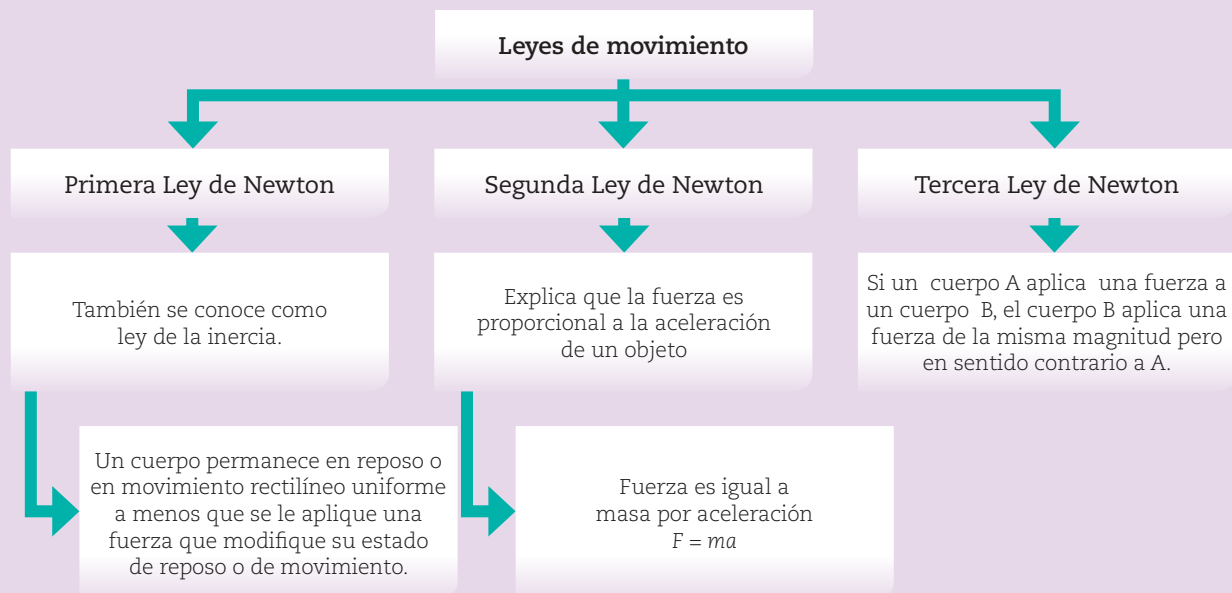 Leyes de movimiento
Primera Ley de Newton
Segunda Ley de Newton
Tercera Ley de Newton
También se conoce como
ley de la inercia.
Explica que la fuerza es
proporcional a la aceleración
de un objeto
Si un cuerpo A aplica una fuerza a
un cuerpo B, el cuerpo B aplica una
fuerza de la misma magnitud pero
en sentido contrario a A.
Un cuerpo permanece en reposo o
en movimiento rectilíneo uniforme
a menos que se le aplique una
fuerza que modifique su estado
de reposo o de movimiento.
Fuerza es igual a
masa por aceleración
F = ma